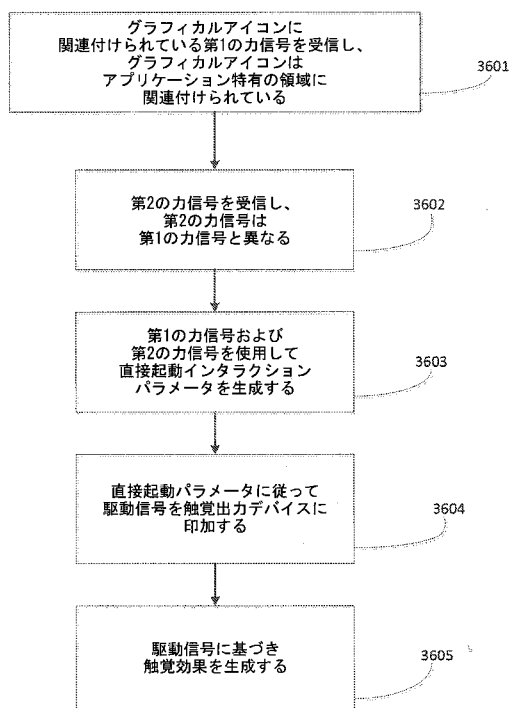 グラフィカルアイコンに
関連付けられている第1の力信号を受信し、
グラフィカルアイコンは
アプリケーション特有の領域に
関連付けられている
3601
第2の力信号を受信し、
第2の力信号は
第1の力信号と異なる
3602
第1の力信号および
第2の力信号を使用して
直接起動インタラクション
パラメータを生成する
3603
直接起動パラメータに従って
駆動信号を触覚出力デバイスに
印加する
3604
駆動信号に基づき
触覚効果を生成する
3605